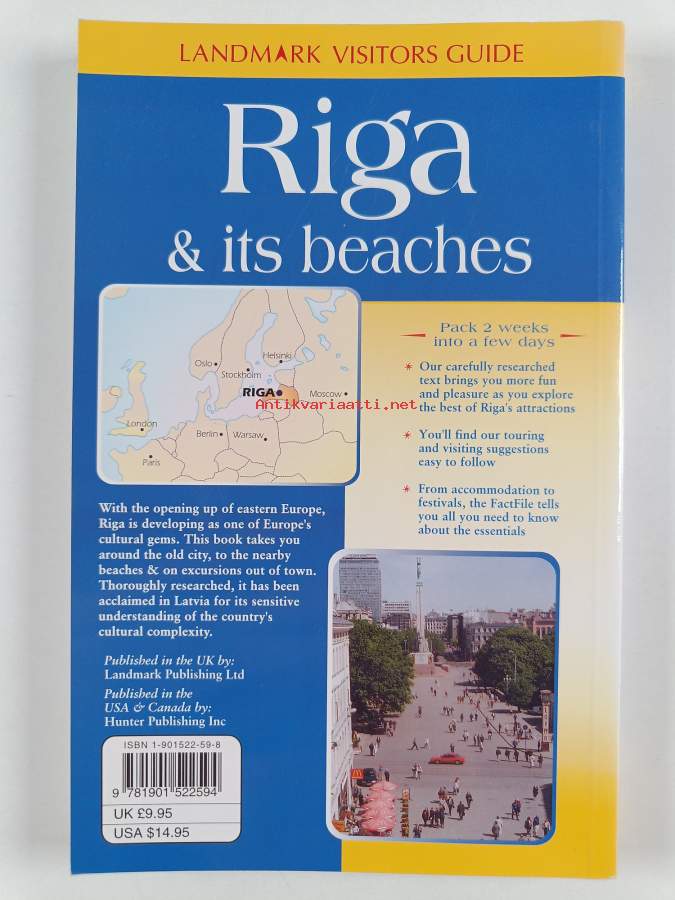 LANDMARK VISITORS GUIDE
Riga
& its beaches
Oslo
Helsinki
Stockholm
RIGA
Moscow
Antikvariaatti.net
London
Berlin
Warsaw
Paris
Pack 2 weeks
into a few days
* Our carefully researched
text brings you more fun
and pleasure as you explore
the best of Riga's attractions
* You'll find our touring
and visiting suggestions
easy to follow
* From accommodation to
festivals, the FactFile tells
you all you need to know
about the essentials
With the opening up of eastern Europe,
Riga is developing as one of Europe's
cultural gems. This book takes you
around the old city, to the nearby
beaches & on excursions out of town.
Thoroughly researched, it has been
acclaimed in Latvia for its sensitive
understanding of the country's
cultural complexity.
Published in the UK by:
Landmark Publishing Ltd
Published in the
USA & Canada by:
Hunter Publishing Inc
ISBN 1-901522-59-8
9 781901 522594
UK £9.95
USA $14.95